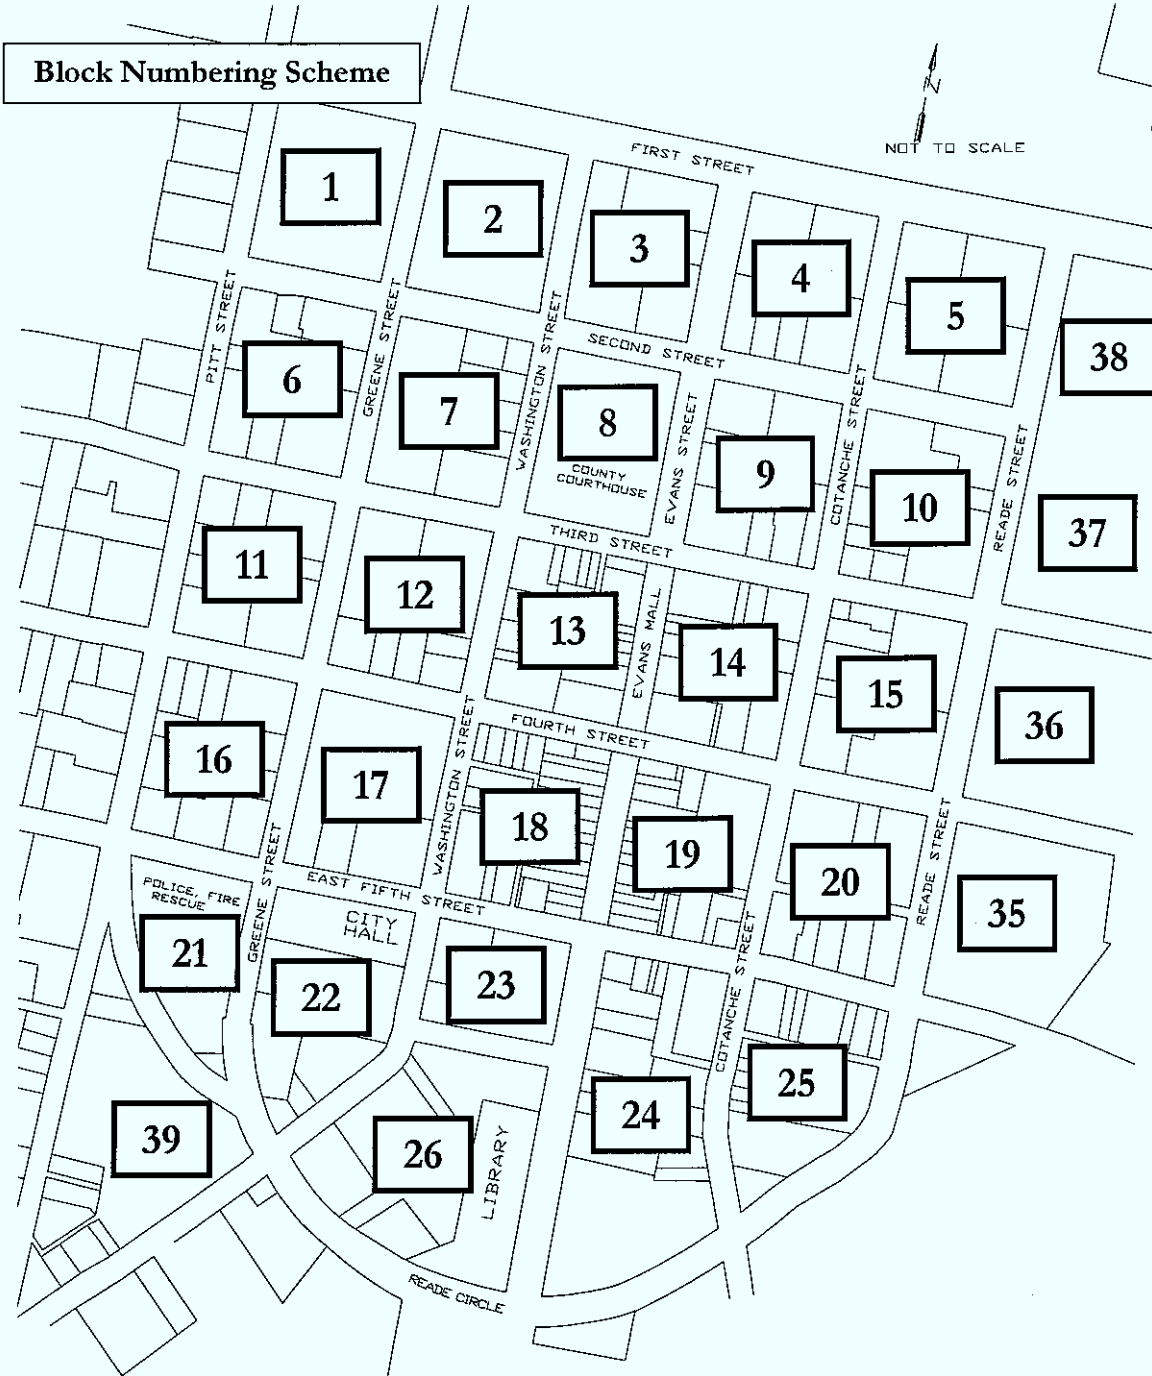 Block Numbering Scheme
N
NOT TO SCALE
FIRST STREET
1
2
3
4
5
38
PITT STREET
GREENE STREET
WASHINGTON STREET
SECOND STREET
6
7
8
COUNTY
COURTHOUSE
EVANS STREET
9
COTANCHE STREET
10
READE STREET
37
THIRD STREET
11
12
13
EVANS MALL
14
15
36
FOURTH STREET
16
17
WASHINGTON STREET
18
19
20
READE STREET
35
EAST FIFTH STREET
POLICE, FIRE
RESCUE
GREENE STREET
CITY
HALL
21
22
23
COTANCHE STREET
24
25
39
26
LIBRARY
READE CIRCLE